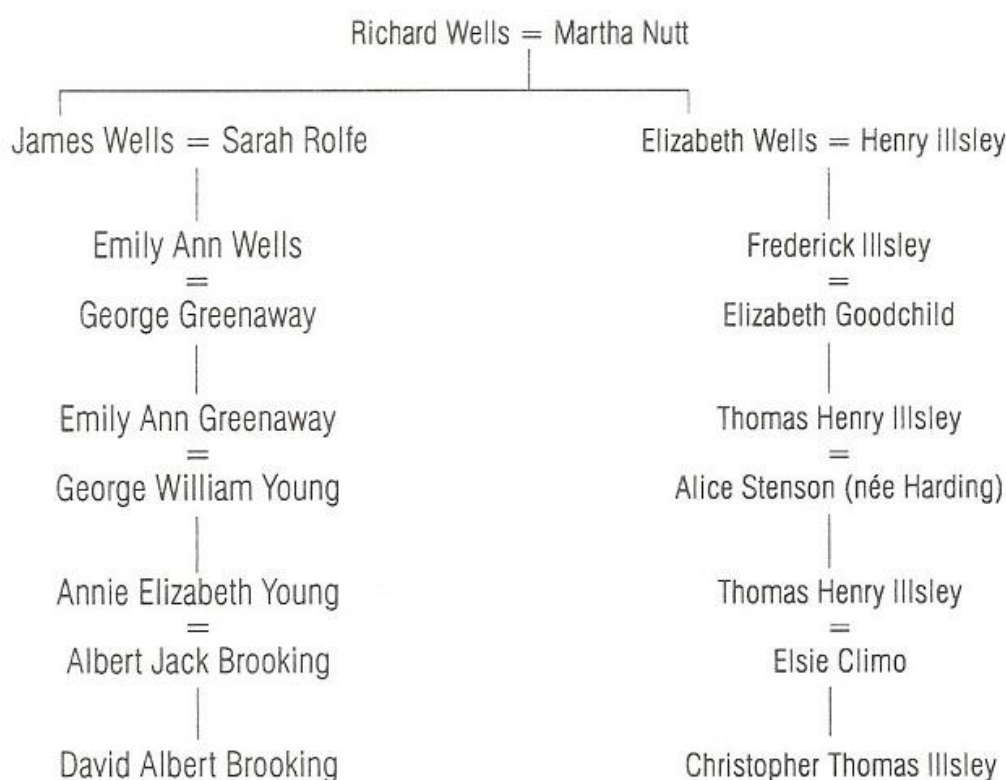 Richard Wells = Martha Nutt
James Wells = Sarah Rolfe
Elizabeth Wells = Henry Illsley
Emily Ann Wells
=
George Greenaway
Frederick Illsley
=
Elizabeth Goodchild
Emily Ann Greenaway
=
George William Young
Thomas Henry Illsley
=
Alice Stenson (née Harding)
Annie Elizabeth Young
=
Albert Jack Brooking
Thomas Henry Illsley
=
Elsie Climo
David Albert Brooking
Christopher Thomas Illsley